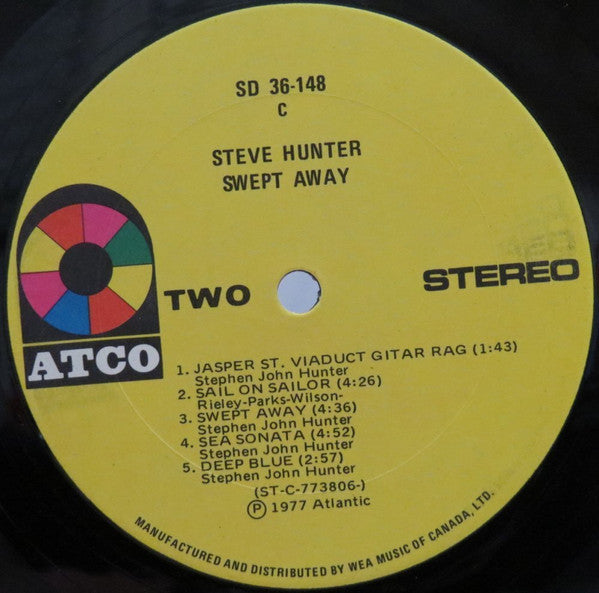 SD 36-148
C
STEVE HUNTER
SWEPT AWAY
ATCO
TWO
STEREO
1. JASPER ST. VIADUCT GITAR RAG (1:43)
Stephen John Hunter
2. SAIL ON SAILOR (4:26)
Rieley-Parks-Wilson-
3. SWEPT AWAY (4:36)
Stephen John Hunter
4. SEA SONATA (4:52)
Stephen John Hunter
5. DEEP BLUE (2:57)
Stephen John Hunter
(ST-C-773806-)
Ⓟ 1977 Atlantic
MANUFACTURED AND DISTRIBUTED BY WEA MUSIC OF CANADA, LTD.